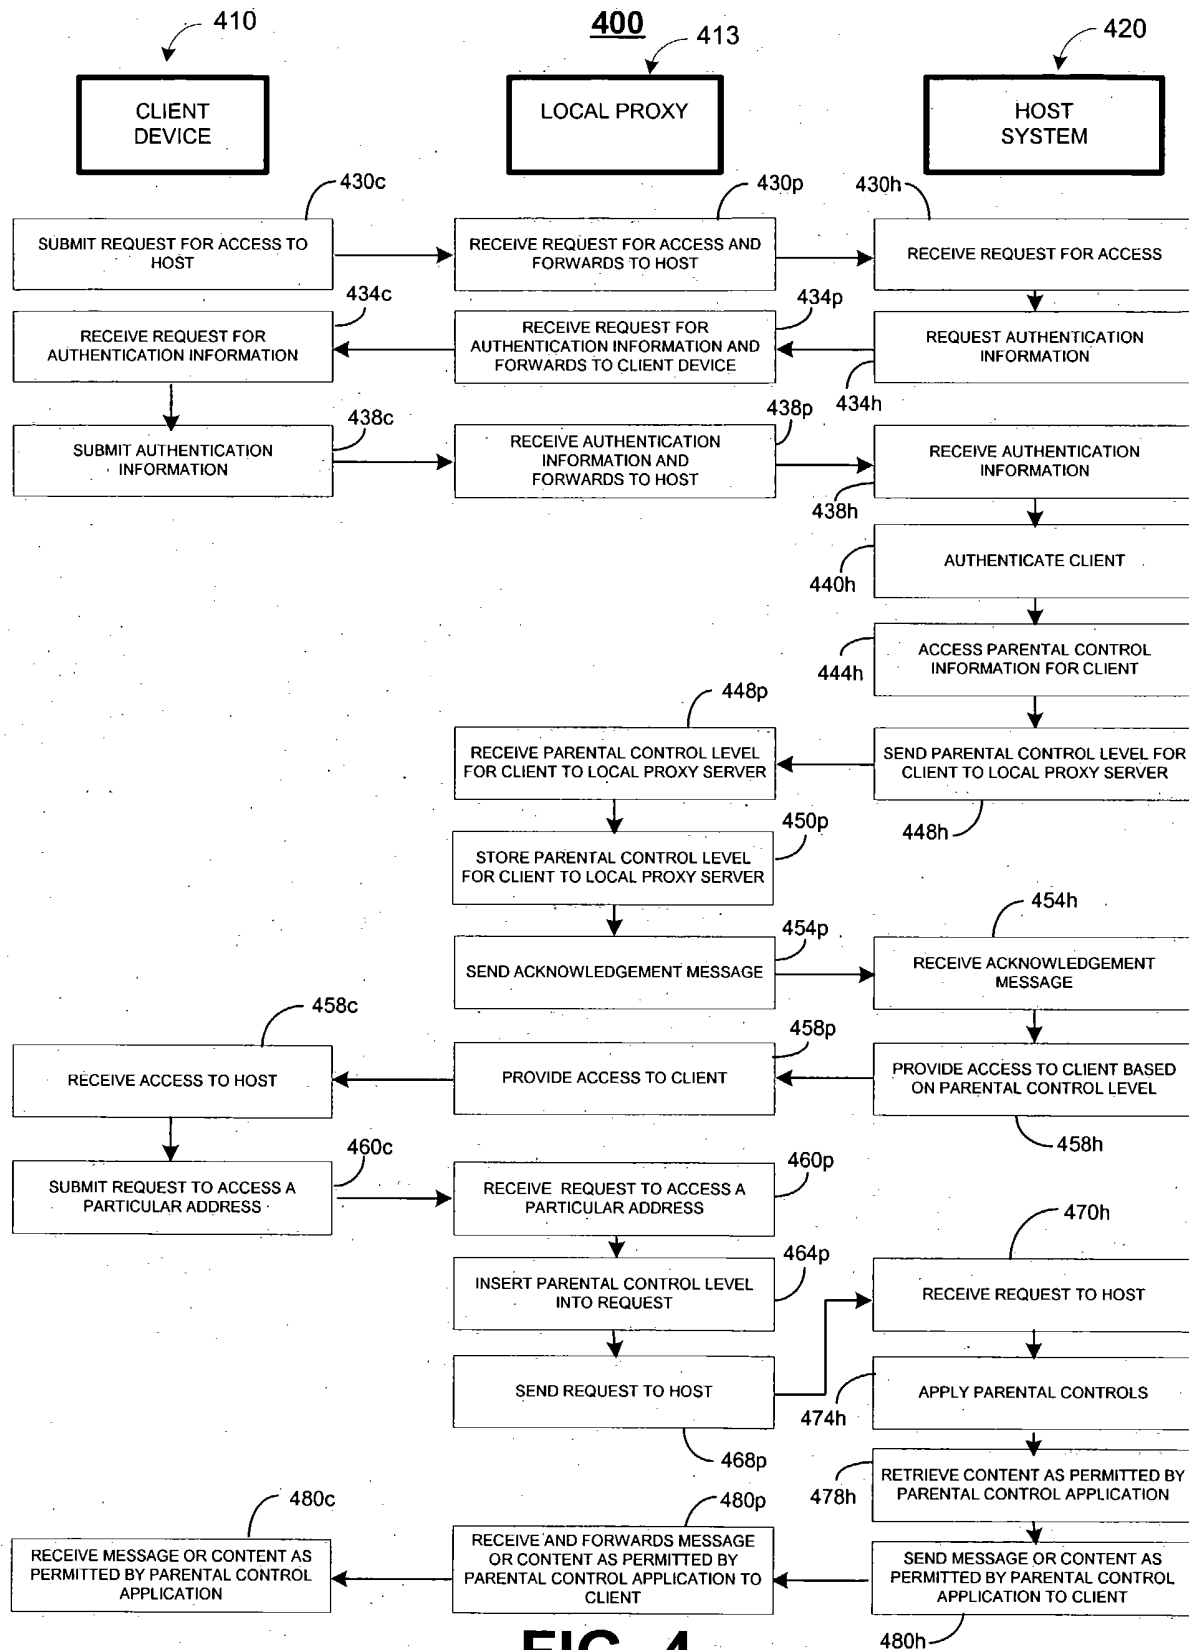 400
410
413
420
CLIENT
DEVICE
LOCAL PROXY
HOST
SYSTEM
430c
430p
430h
SUBMIT REQUEST FOR ACCESS TO
HOST
RECEIVE REQUEST FOR ACCESS AND
FORWARDS TO HOST
RECEIVE REQUEST FOR ACCESS
434c
434p
RECEIVE REQUEST FOR
AUTHENTICATION INFORMATION
RECEIVE REQUEST FOR
AUTHENTICATION INFORMATION AND
FORWARDS TO CLIENT DEVICE
REQUEST AUTHENTICATION
INFORMATION
434h
438c
438p
SUBMIT AUTHENTICATION
INFORMATION
RECEIVE AUTHENTICATION
INFORMATION AND
FORWARDS TO HOST
RECEIVE AUTHENTICATION
INFORMATION
438h
AUTHENTICATE CLIENT
440h
ACCESS PARENTAL CONTROL
INFORMATION FOR CLIENT
444h
448p
RECEIVE PARENTAL CONTROL LEVEL
FOR CLIENT TO LOCAL PROXY SERVER
SEND PARENTAL CONTROL LEVEL FOR
CLIENT TO LOCAL PROXY SERVER
448h
450p
STORE PARENTAL CONTROL LEVEL
FOR CLIENT TO LOCAL PROXY SERVER
454p
454h
SEND ACKNOWLEDGEMENT MESSAGE
RECEIVE ACKNOWLEDGEMENT
MESSAGE
458c
458p
RECEIVE ACCESS TO HOST
PROVIDE ACCESS TO CLIENT
PROVIDE ACCESS TO CLIENT BASED
ON PARENTAL CONTROL LEVEL
458h
460c
460p
SUBMIT REQUEST TO ACCESS A
PARTICULAR ADDRESS
RECEIVE REQUEST TO ACCESS A
PARTICULAR ADDRESS
470h
464p
INSERT PARENTAL CONTROL LEVEL
INTO REQUEST
RECEIVE REQUEST TO HOST
SEND REQUEST TO HOST
468p
APPLY PARENTAL CONTROLS
474h
RETRIEVE CONTENT AS PERMITTED BY
PARENTAL CONTROL APPLICATION
478h
480c
480p
RECEIVE MESSAGE OR CONTENT AS
PERMITTED BY PARENTAL CONTROL
APPLICATION
RECEIVE AND FORWARDS MESSAGE
OR CONTENT AS PERMITTED BY
PARENTAL CONTROL APPLICATION TO
CLIENT
SEND MESSAGE OR CONTENT AS
PERMITTED BY PARENTAL CONTROL
APPLICATION TO CLIENT
480h
FIG. 4